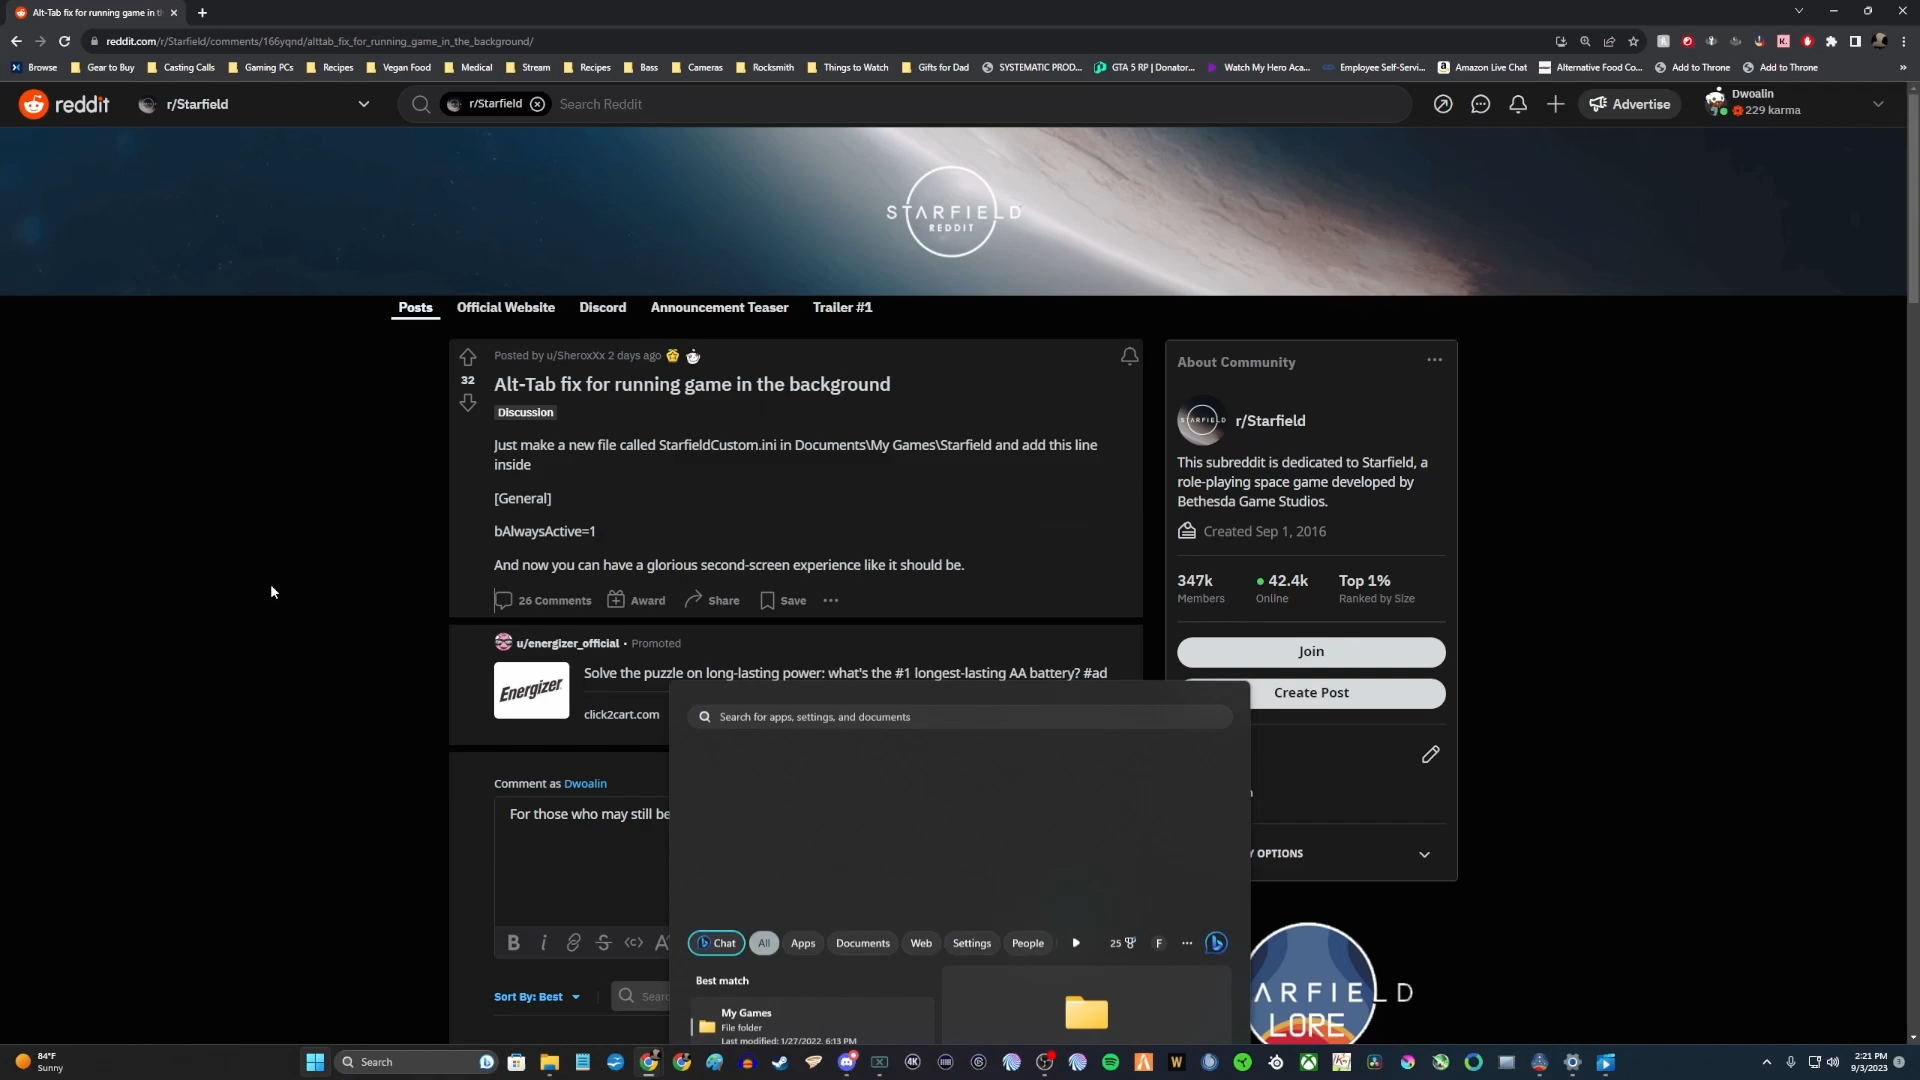 Alt-Tab fix for running game in th
reddit.com/r/Starfield/comments/166yqnd/alttab_fix_for_running_game_in_the_background/
Browse Gear to Buy Casting Calls Gaming PCs Recipes Vegan Food Medical Stream Recipes Bass Cameras Rocksmith Things to Watch Gifts for Dad SYSTEMATIC PROD... GTA 5 RP | Donator... Watch My Hero Aca... Employee Self-Servi... Amazon Live Chat Alternative Food Co... Add to Throne Add to Throne
reddit r/Starfield r/Starfield Search Reddit Advertise Dwoalin
229 karma
STARFIELD
REDDIT
Posts Official Website Discord Announcement Teaser Trailer #1
Posted by u/SheroxXx 2 days ago
32
Alt-Tab fix for running game in the background
Discussion
Just make a new file called StarfieldCustom.ini in Documents\My Games\Starfield and add this line
inside
[General]
bAlwaysActive=1
And now you can have a glorious second-screen experience like it should be.
26 Comments Award Share Save
About Community
STARFIELD
r/Starfield
This subreddit is dedicated to Starfield, a
role-playing space game developed by
Bethesda Game Studios.
Created Sep 1, 2016
347k 42.4k Top 1%
Members Online Ranked by Size
Join
Create Post
OPTIONS
ARFIELD
LORE
u/energizer_official • Promoted
Energizer
Solve the puzzle on long-lasting power: what's the #1 longest-lasting AA battery? #ad
click2cart.com
Comment as Dwoalin
For those who may still be
Sort By: Best
Sear
Search for apps, settings, and documents
Chat All Apps Documents Web Settings People 25 F
Best match
My Games
File folder
Last modified: 1/27/2022, 6:13 PM
84°F
Sunny
Search
4K
2:21 PM
9/3/2023